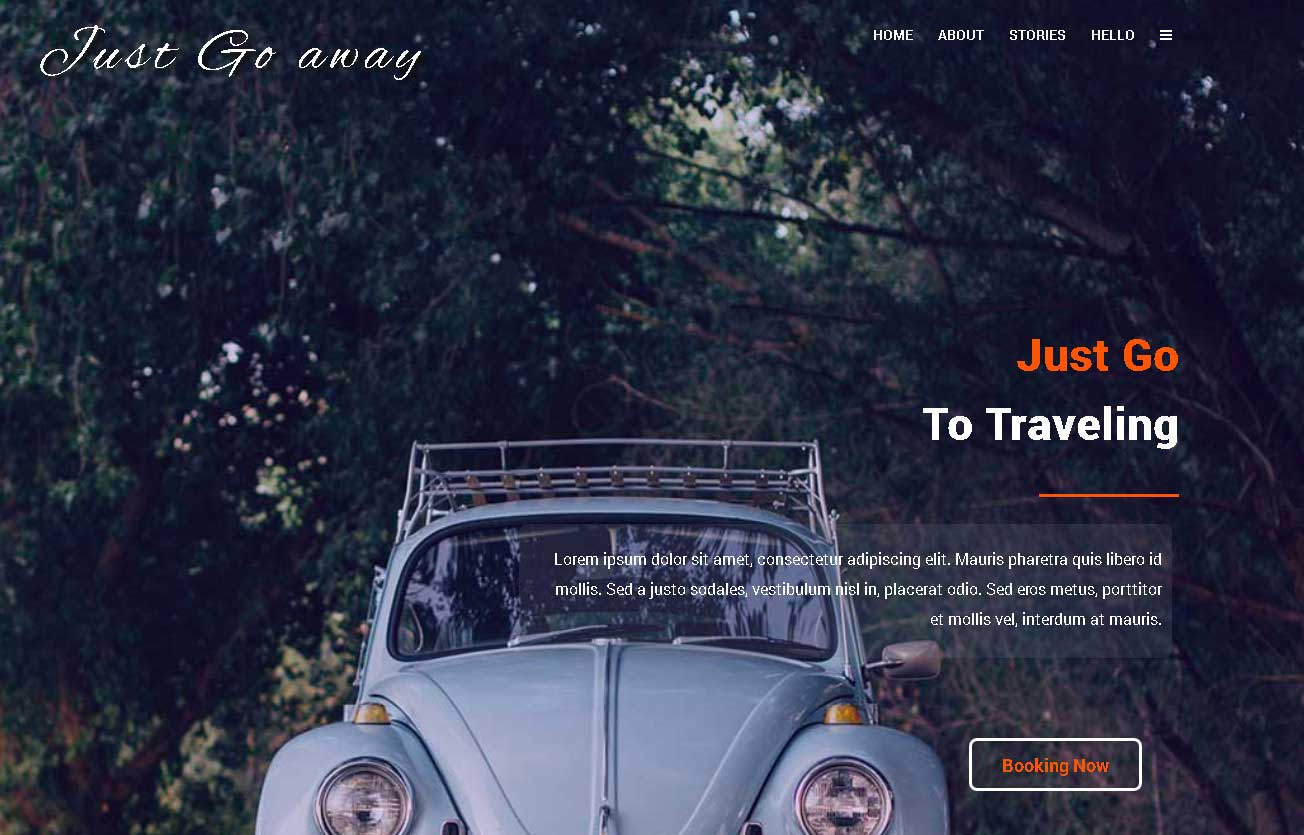 Just Go away
HOME ABOUT STORIES HELLO
Just Go
To Traveling
Lorem ipsum dolor sit amet, consectetur adipiscing elit. Mauris pharetra quis libero id
mollis. Sed a justo sodales, vestibulum nisl in, placerat odio. Sed eros metus, porttitor
et mollis vel, interdum at mauris.
Booking Now